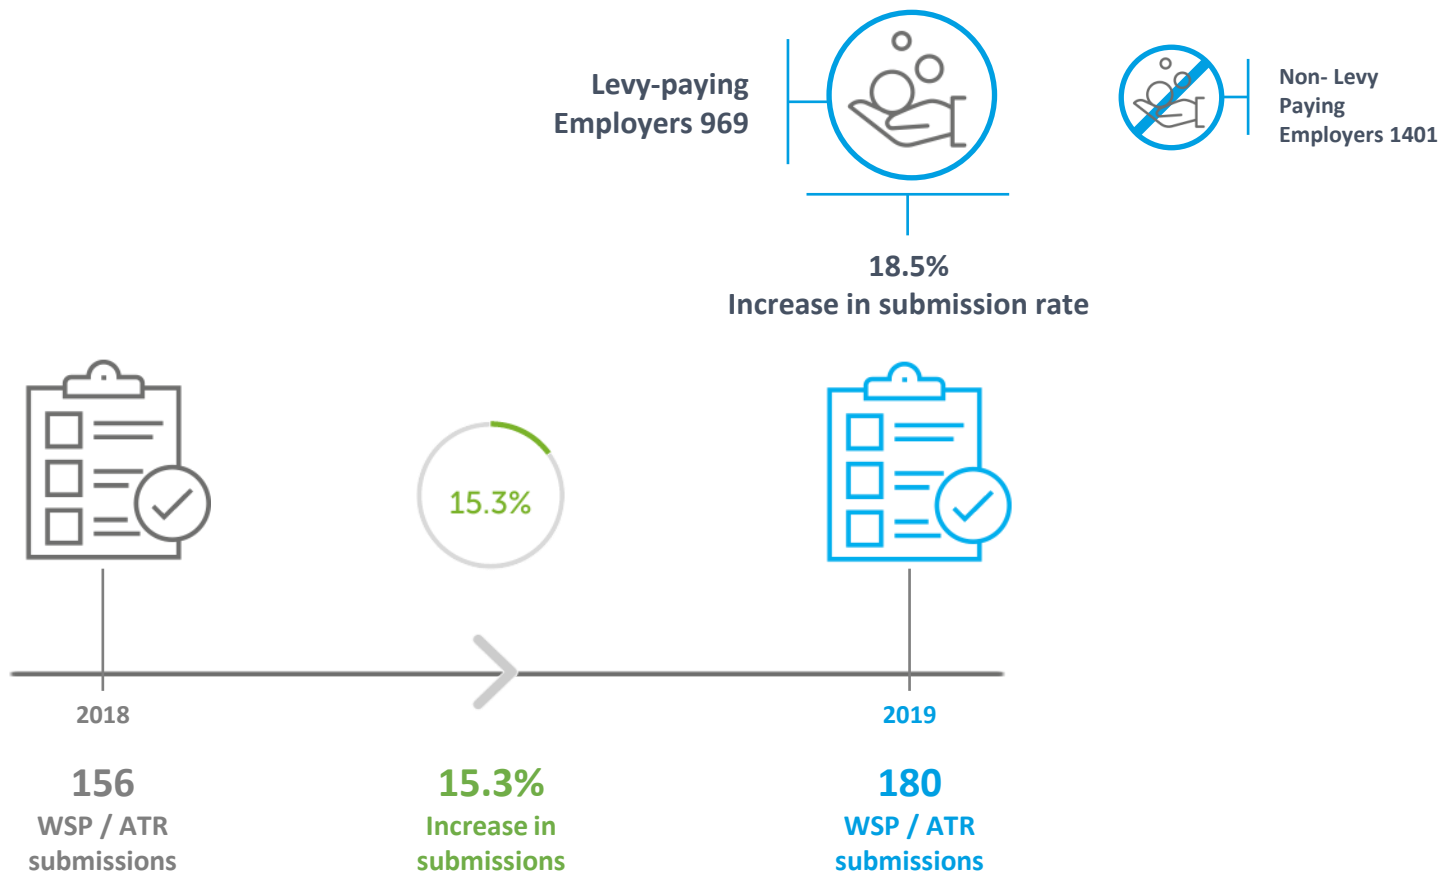 Levy-paying
Employers 969
Non- Levy
Paying
Employers 1401
18.5%
Increase in submission rate
15.3%
2018
2019
156
WSP / ATR
submissions
15.3%
Increase in
submissions
180
WSP / ATR
submissions